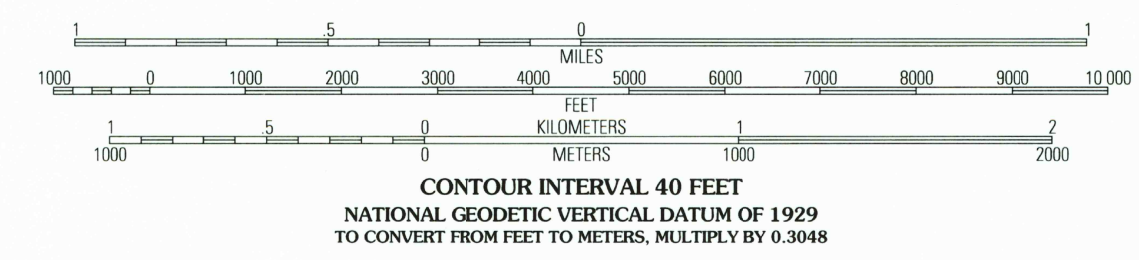 1 .5 0 1
MILES
1000 0 1000 2000 3000 4000 5000 6000 7000 8000 9000 10 000
FEET
1 .5 0 KILOMETERS 1 2
1000 0 METERS 1000 2000
CONTOUR INTERVAL 40 FEET
NATIONAL GEODETIC VERTICAL DATUM OF 1929
TO CONVERT FROM FEET TO METERS, MULTIPLY BY 0.3048